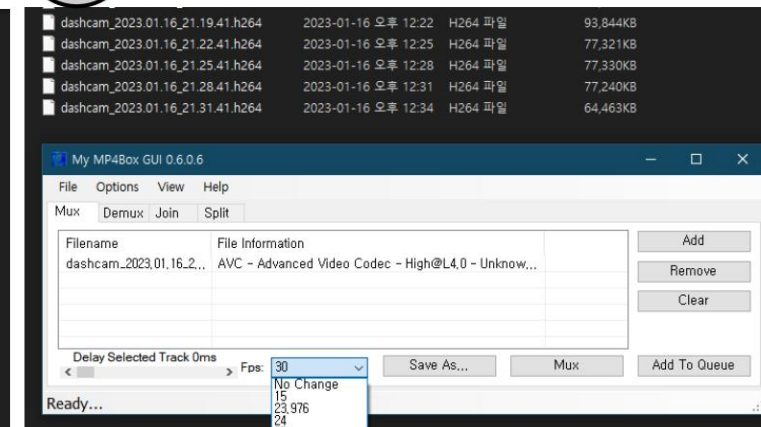 dashcam_2023.01.16_21.19.41.h264 2023-01-16 오후 12:22 H264 파일 93,844KB
dashcam_2023.01.16_21.22.41.h264 2023-01-16 오후 12:25 H264 파일 77,321KB
dashcam_2023.01.16_21.25.41.h264 2023-01-16 오후 12:28 H264 파일 77,330KB
dashcam_2023.01.16_21.28.41.h264 2023-01-16 오후 12:31 H264 파일 77,240KB
dashcam_2023.01.16_21.31.41.h264 2023-01-16 오후 12:34 H264 파일 64,463KB
My MP4Box GUI 0.6.0.6
File Options View Help
Mux Demux Join Split
Filename File Information Add
dashcam_2023,01,16_2... AVC - Advanced Video Codec - High@L4,0 - Unknow...
Remove
Clear
Delay Selected Track 0ms
Fps: 30 Save As... Mux Add To Queue
No Change
15
23,976
24
Ready...